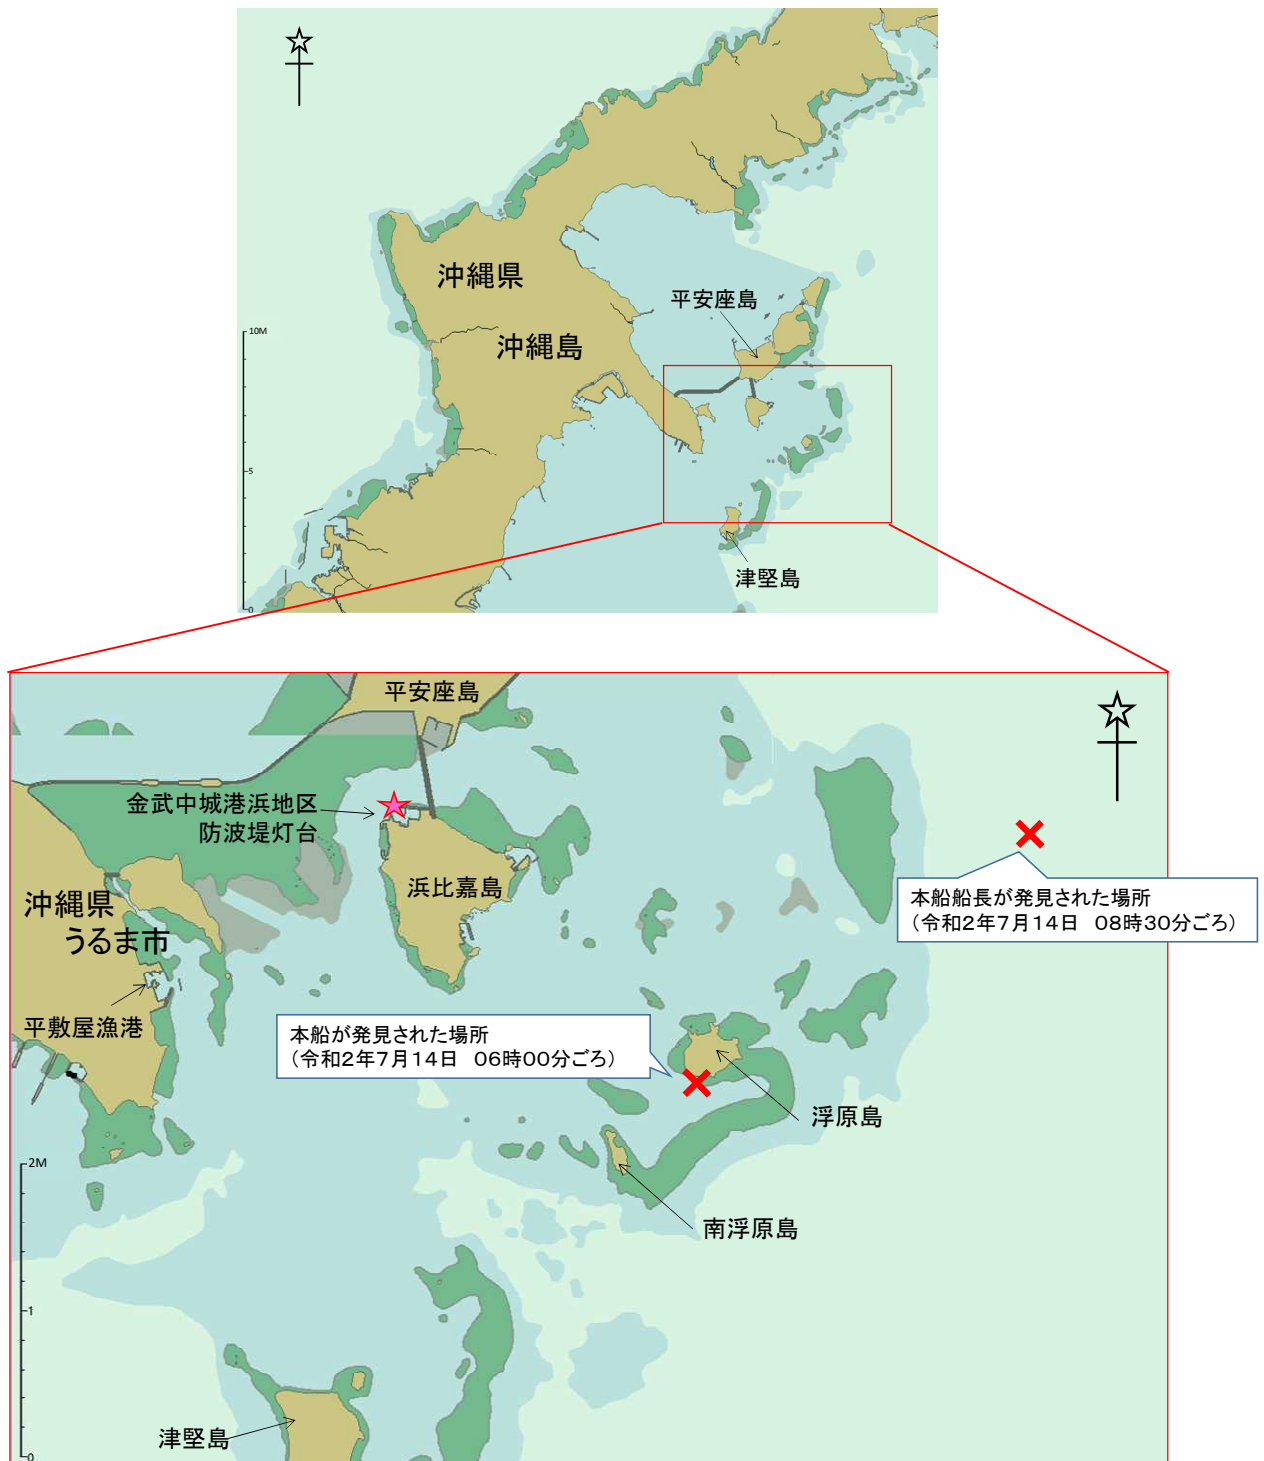 沖縄県
平安座島
10M
沖縄島
5
津堅島
0
平安座島
金武中城港浜地区
防波堤灯台
浜比嘉島
本船船長が発見された場所
（令和2年7月14日　08時30分ごろ）
沖縄県
うるま市
平敷屋漁港
本船が発見された場所
（令和2年7月14日　06時00分ごろ）
浮原島
2M
南浮原島
1
津堅島
0